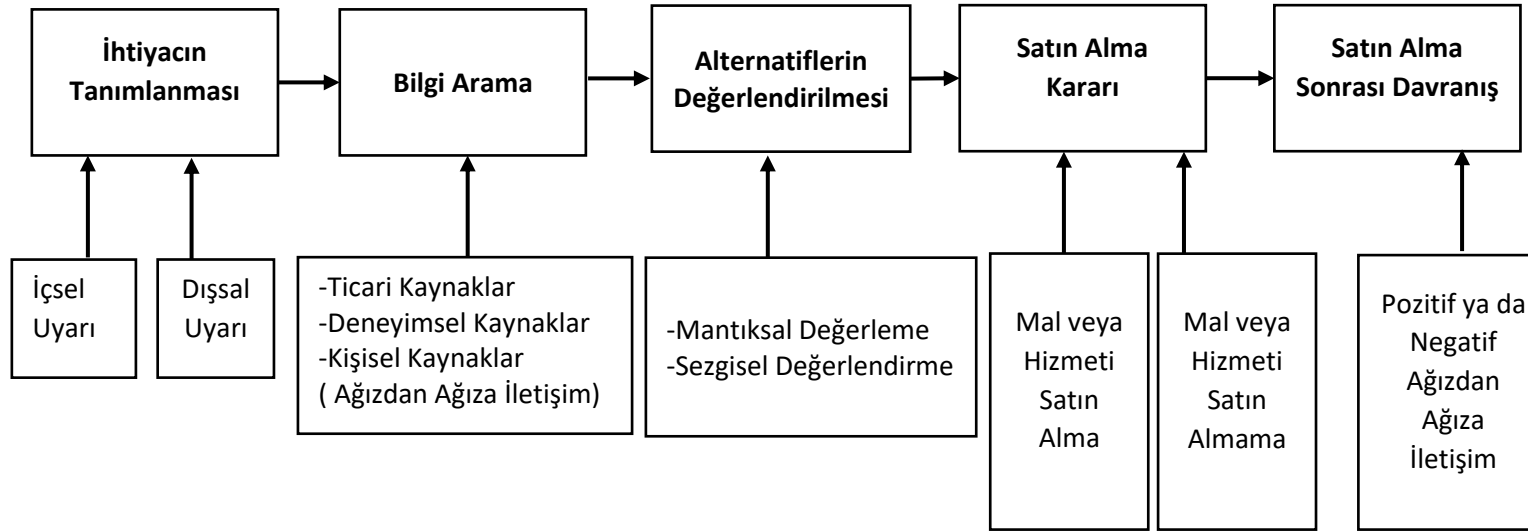 İhtiyacın
Tanımlanması
Bilgi Arama
Alternatiflerin
Değerlendirilmesi
Satın Alma
Kararı
Satın Alma
Sonrası Davranış
İçsel
Uyarı
Dışsal
Uyarı
-Ticari Kaynaklar
-Deneyimsel Kaynaklar
-Kişisel Kaynaklar
( Ağızdan Ağıza İletişim)
-Mantıksal Değerleme
-Sezgisel Değerlendirme
Mal veya
Hizmeti
Satın
Alma
Mal veya
Hizmeti
Satın
Almama
Pozitif ya da
Negatif
Ağızdan
Ağıza
İletişim